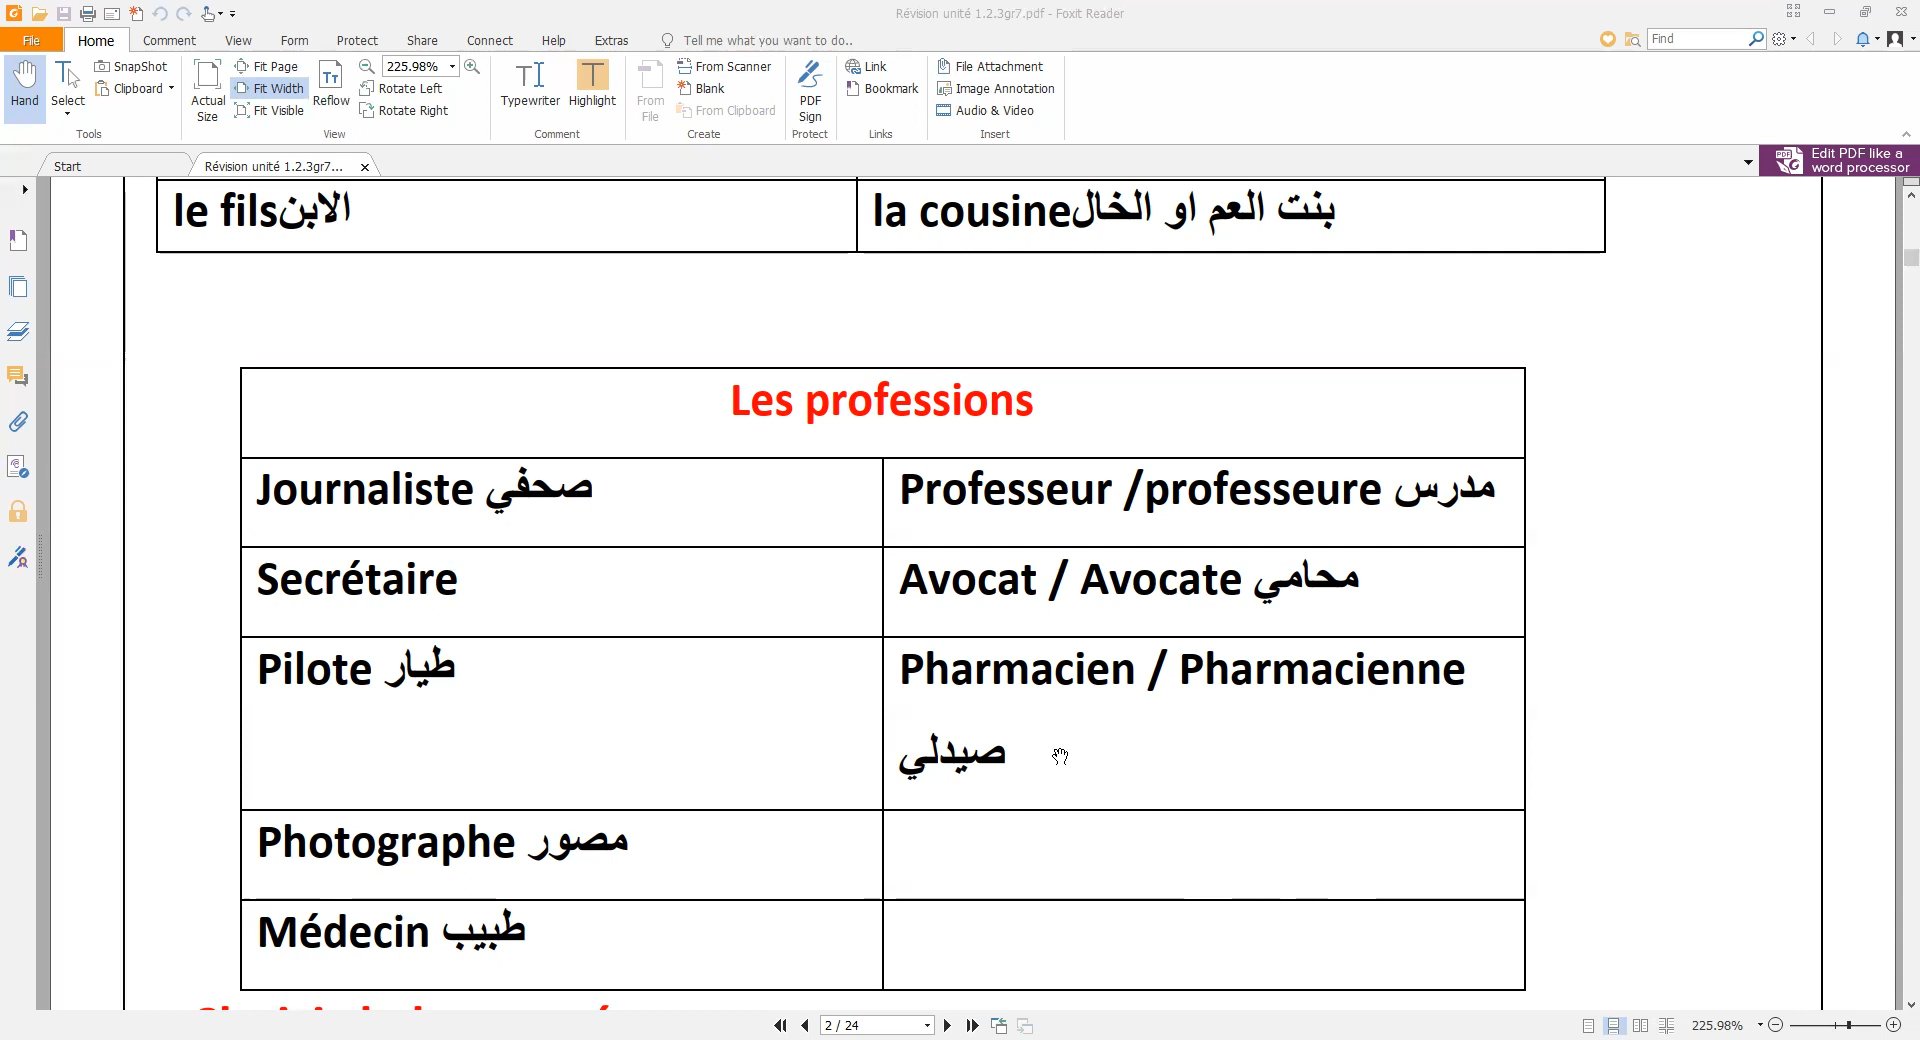 Révision unité 1.2.3gr7.pdf - Foxit Reader
File Home Comment View Form Protect Share Connect Help Extras Tell me what you want to do.. Find
Hand
Select
SnapShot
Clipboard
Tools
Actual Size
Fit Page
Fit Width
Fit Visible
Reflow
225.98%
Rotate Left
Rotate Right
View
Typewriter
Highlight
Comment
From File
From Scanner
Blank
From Clipboard
Create
PDF Sign
Protect
Link
Bookmark
Links
File Attachment
Image Annotation
Audio & Video
Insert
Start
Révision unité 1.2.3gr7...
Edit PDF like a
word processor
le fils الابن
la cousine بنت العم او الخال
Les professions
Journaliste صحفي
Professeur /professeure مدرس
Secrétaire
Avocat / Avocate محامي
Pilote طيار
Pharmacien / Pharmacienne
صيدلي
Photographe مصور
Médecin طبيب
2 / 24
225.98%